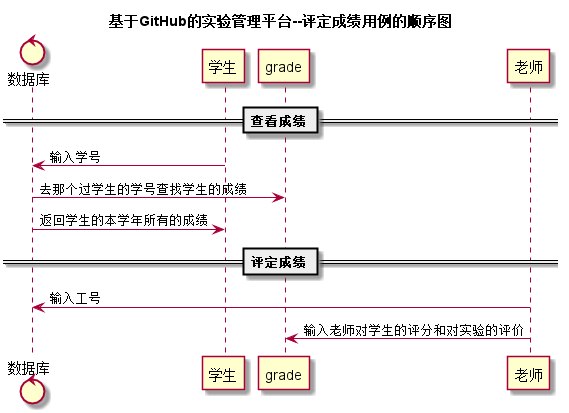 基于GitHub的实验管理平台--评定成绩用例的顺序图
数据库 学生 grade 老师
查看成绩
输入学号
去那个过学生的学号查找学生的成绩
返回学生的本学年所有的成绩
评定成绩
输入工号
输入老师对学生的评分和对实验的评价
数据库 学生 grade 老师